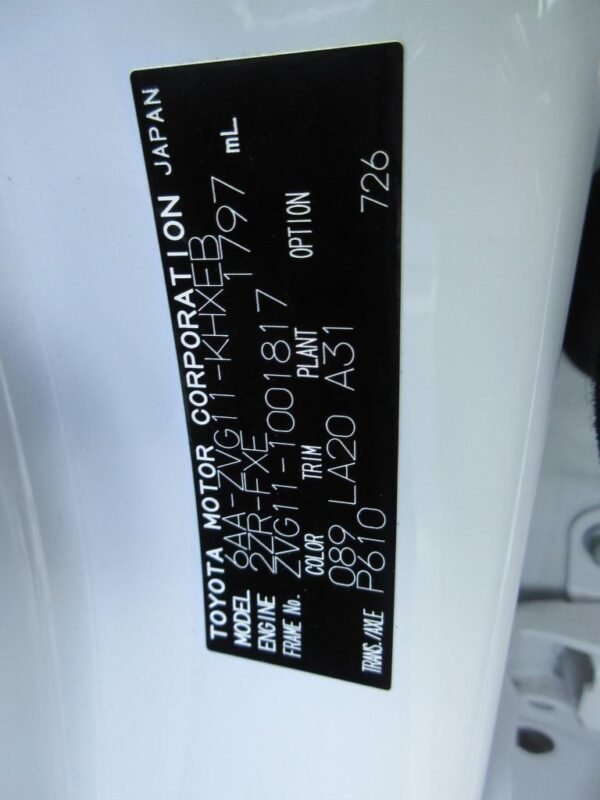 TOYOTA MOTOR CORPORATION JAPAN
MODEL 6AA-ZVG11-KHXEB
ENGINE 2ZR-FXE 1797 mL
FRAME No. ZVG11-1001817
COLOR TRIM PLANT OPTION
089 LA20 A31
TRANS./AXLE P610 726